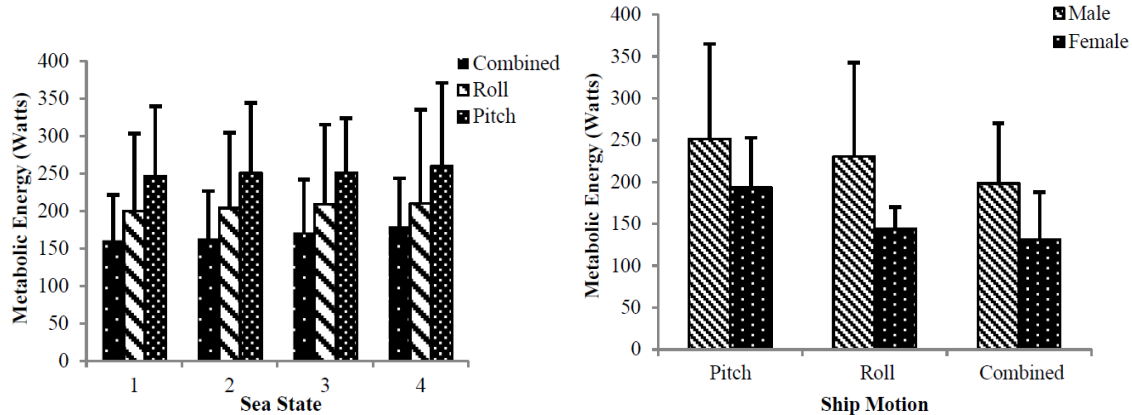 Metabolic Energy (Watts)
400
350
300
250
200
150
100
50
0
1
2
3
4
Sea State
Combined
Roll
Pitch
Metabolic Energy (Watts)
400
350
300
250
200
150
100
50
0
Pitch
Roll
Combined
Ship Motion
Male
Female